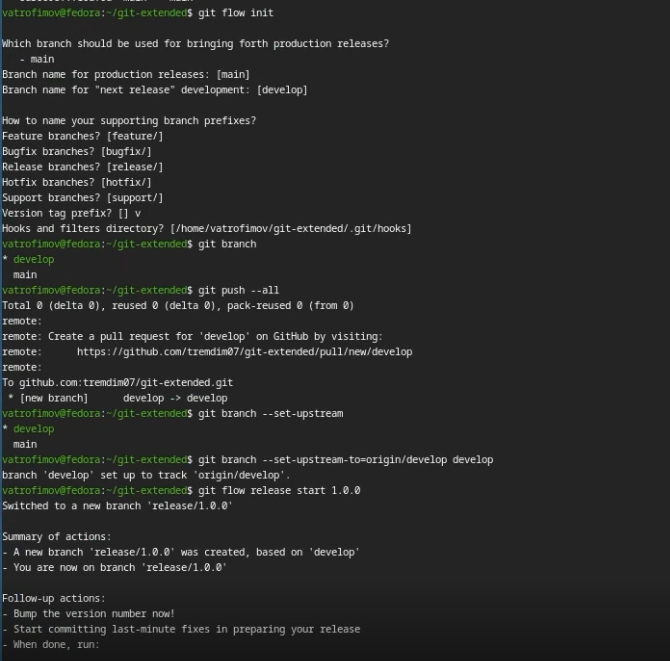 vatrofimov@fedora:~/git-extended$ git flow init
Which branch should be used for bringing forth production releases?
- main
Branch name for production releases: [main]
Branch name for "next release" development: [develop]
How to name your supporting branch prefixes?
Feature branches? [feature/]
Bugfix branches? [bugfix/]
Release branches? [release/]
Hotfix branches? [hotfix/]
Support branches? [support/]
Version tag prefix? [] v
Hooks and filters directory? [/home/vatrofimov/git-extended/.git/hooks]
vatrofimov@fedora:~/git-extended$ git branch
* develop
main
vatrofimov@fedora:~/git-extended$ git push --all
Total 0 (delta 0), reused 0 (delta 0), pack-reused 0 (from 0)
remote:
remote: Create a pull request for 'develop' on GitHub by visiting:
remote:      https://github.com/tremdim07/git-extended/pull/new/develop
remote:
To github.com:tremdim07/git-extended.git
* [new branch]      develop -> develop
vatrofimov@fedora:~/git-extended$ git branch --set-upstream
* develop
main
vatrofimov@fedora:~/git-extended$ git branch --set-upstream-to=origin/develop develop
branch 'develop' set up to track 'origin/develop'.
vatrofimov@fedora:~/git-extended$ git flow release start 1.0.0
Switched to a new branch 'release/1.0.0'
Summary of actions:
- A new branch 'release/1.0.0' was created, based on 'develop'
- You are now on branch 'release/1.0.0'
Follow-up actions:
- Bump the version number now!
- Start committing last-minute fixes in preparing your release
- When done, run: